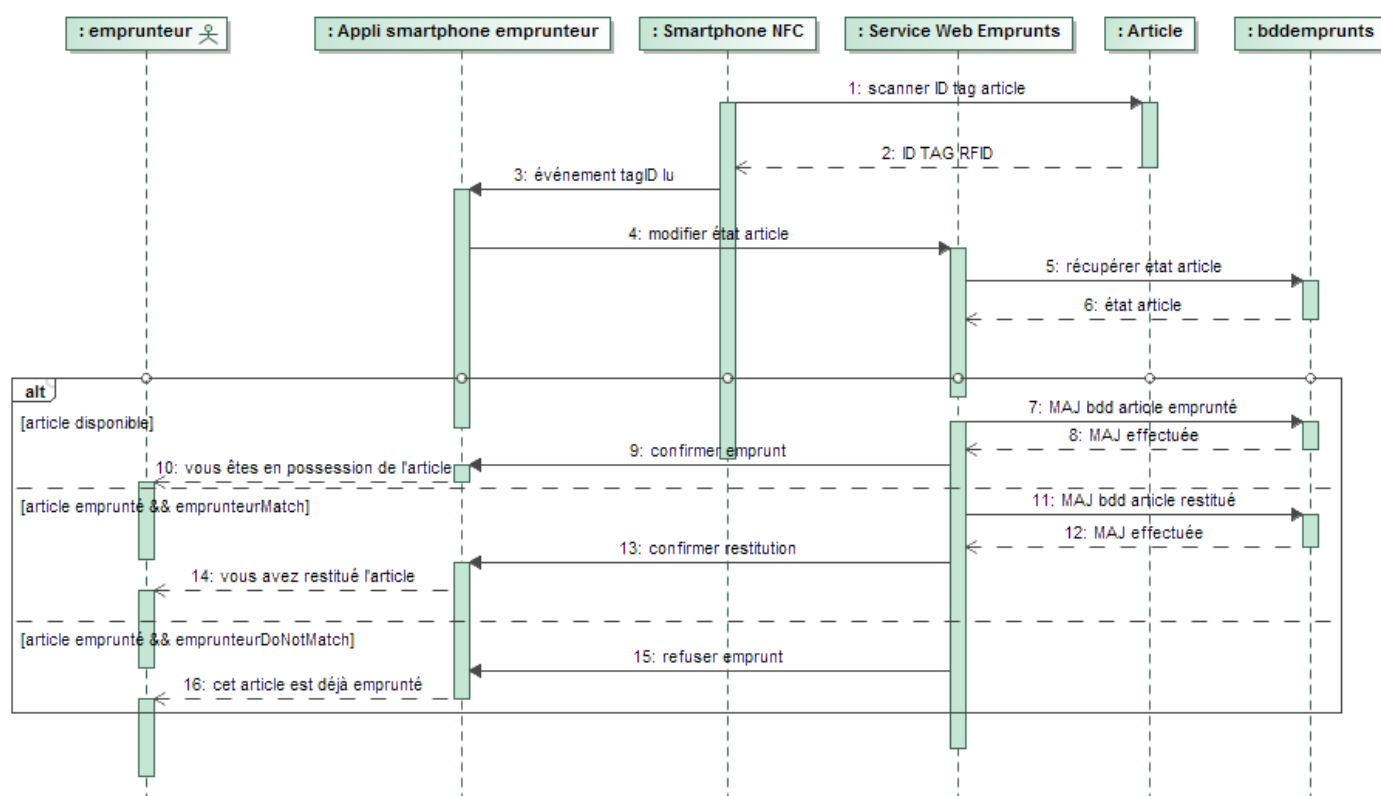 : emprunteur
: Appli smartphone emprunteur
: Smartphone NFC
: Service Web Emprunts
: Article
: bddemprunts
1: scanner ID tag article
2: ID TAG RFID
3: événement tagID lu
4: modifier état article
5: récupérer état article
6: état article
alt
[article disponible]
7: MAJ bdd article emprunté
8: MAJ effectuée
9: confirmer emprunt
10: vous êtes en possession de l'article
[article emprunté && emprunteurMatch]
11: MAJ bdd article restitué
12: MAJ effectuée
13: confirmer restitution
14: vous avez restitué l'article
[article emprunté && emprunteurDoNotMatch]
15: refuser emprunt
16: cet article est déjà emprunté